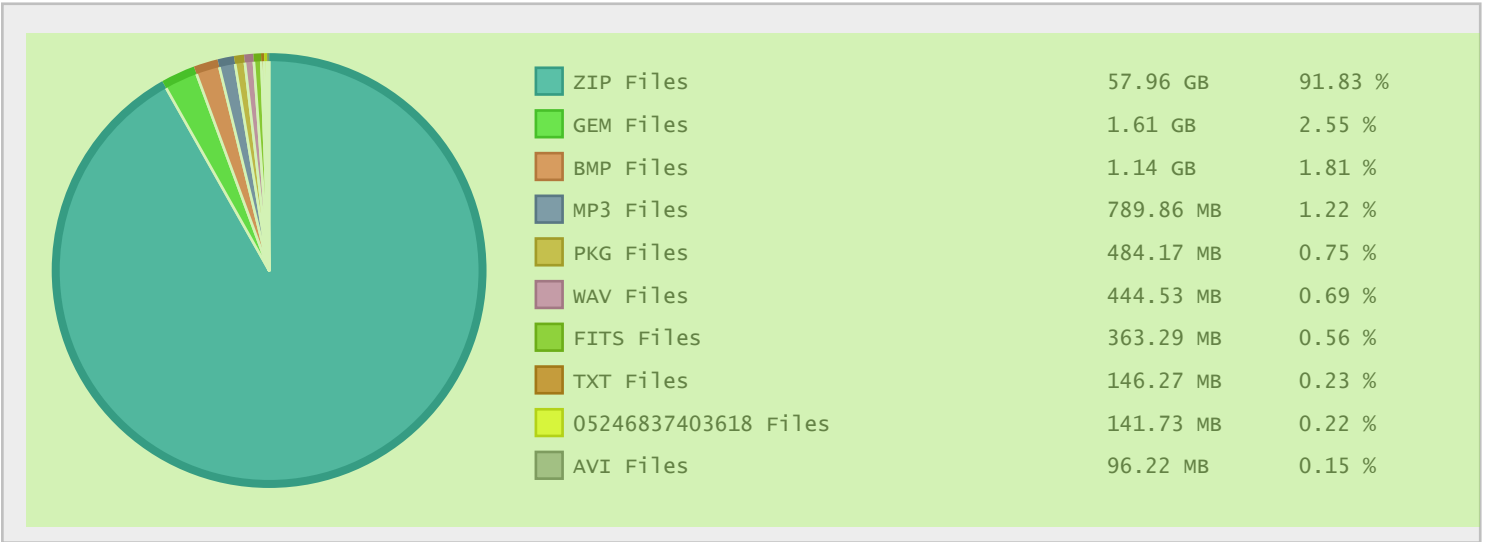 ZIP Files 57.96 GB 91.83 %
GEM Files 1.61 GB 2.55 %
BMP Files 1.14 GB 1.81 %
MP3 Files 789.86 MB 1.22 %
PKG Files 484.17 MB 0.75 %
WAV Files 444.53 MB 0.69 %
FITS Files 363.29 MB 0.56 %
TXT Files 146.27 MB 0.23 %
05246837403618 Files 141.73 MB 0.22 %
AVI Files 96.22 MB 0.15 %